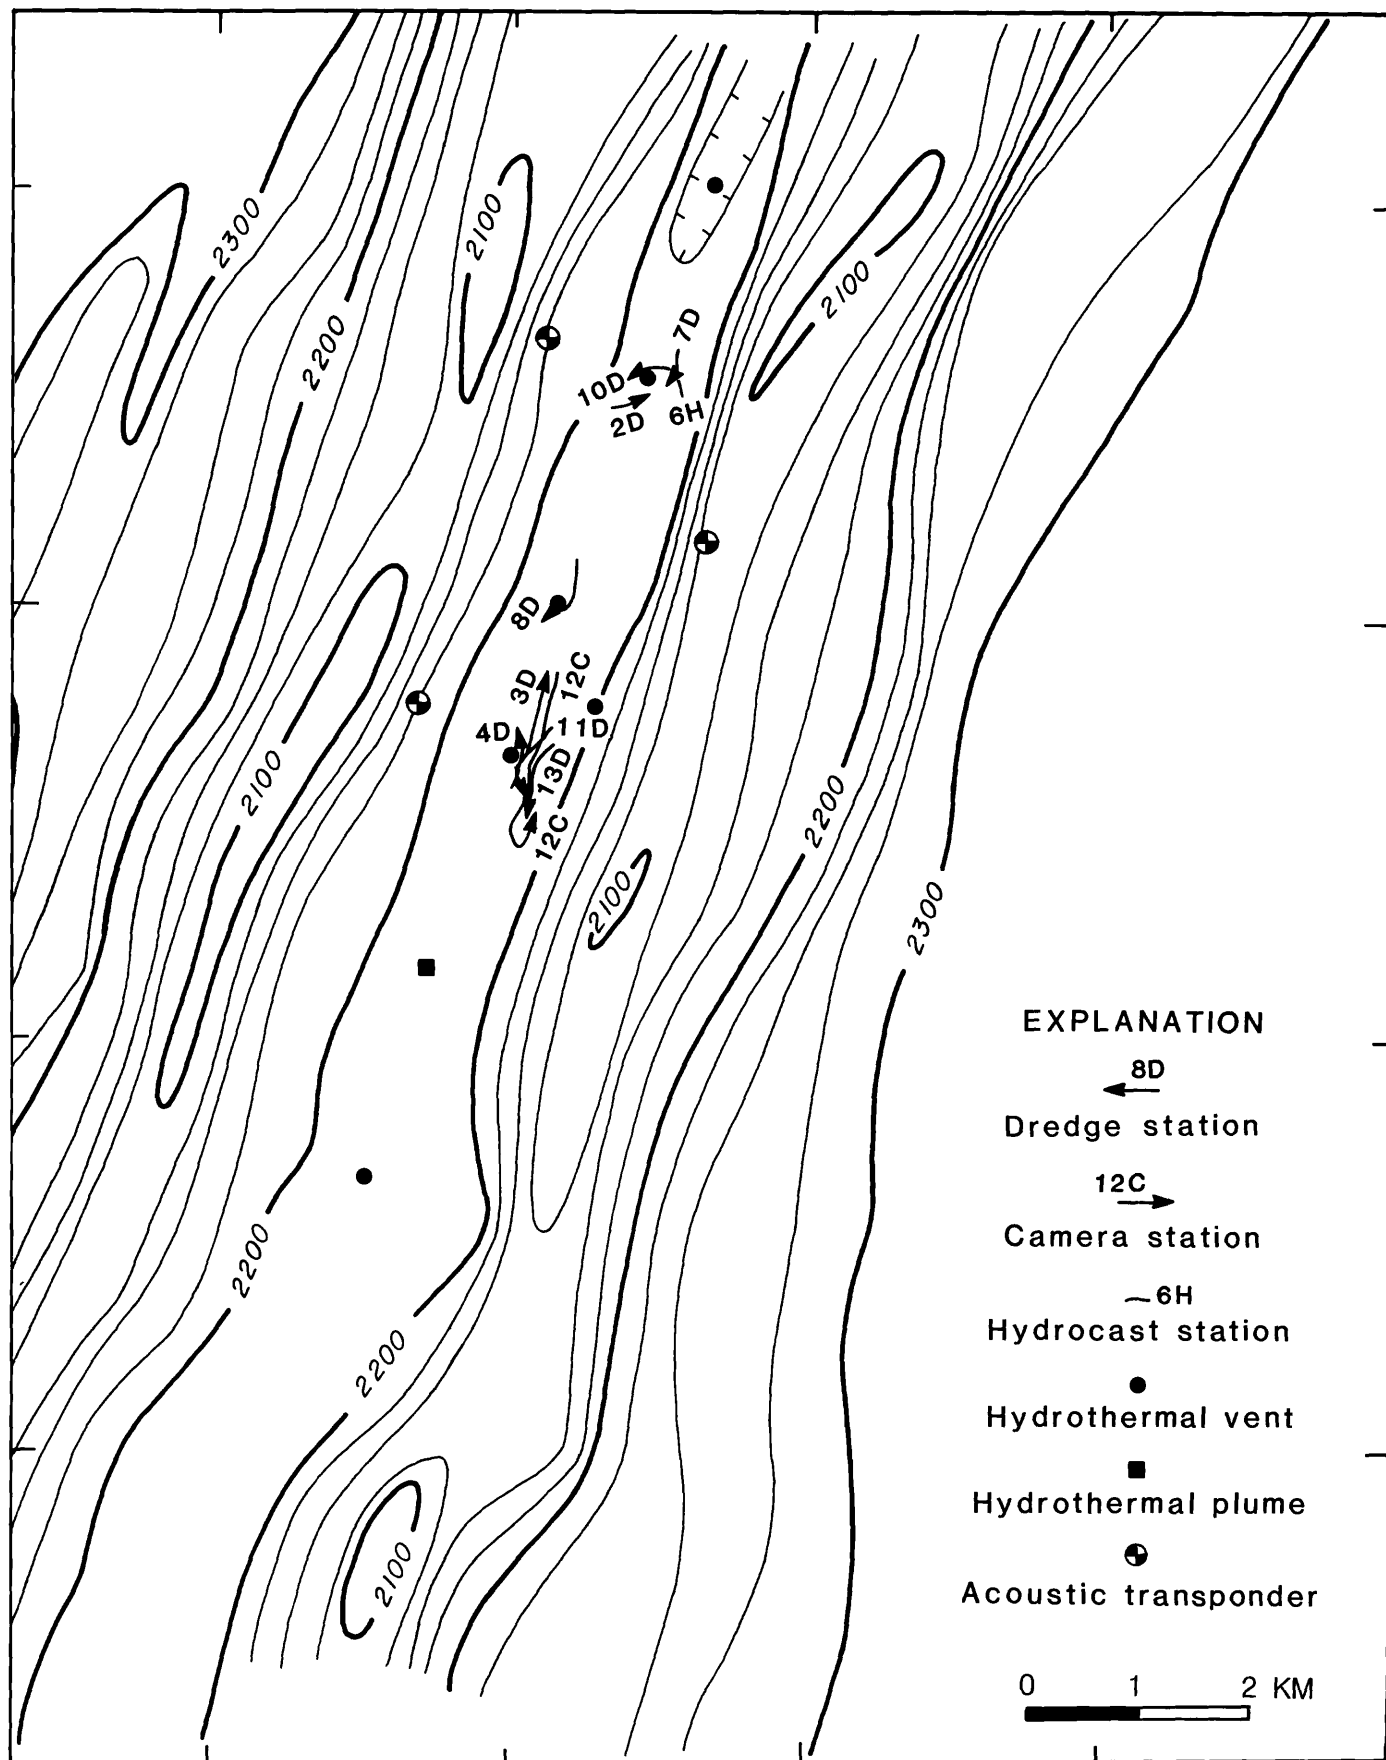 2300
2100
2200
2100
7D
10D
2D
6H
8D
3D
12C
4D
11D
13D
12C
2100
2200
2100
2300
2200
2200
2100
EXPLANATION
8D
Dredge station
12C
Camera station
6H
Hydrocast station
Hydrothermal vent
Hydrothermal plume
Acoustic transponder
0 1 2 KM